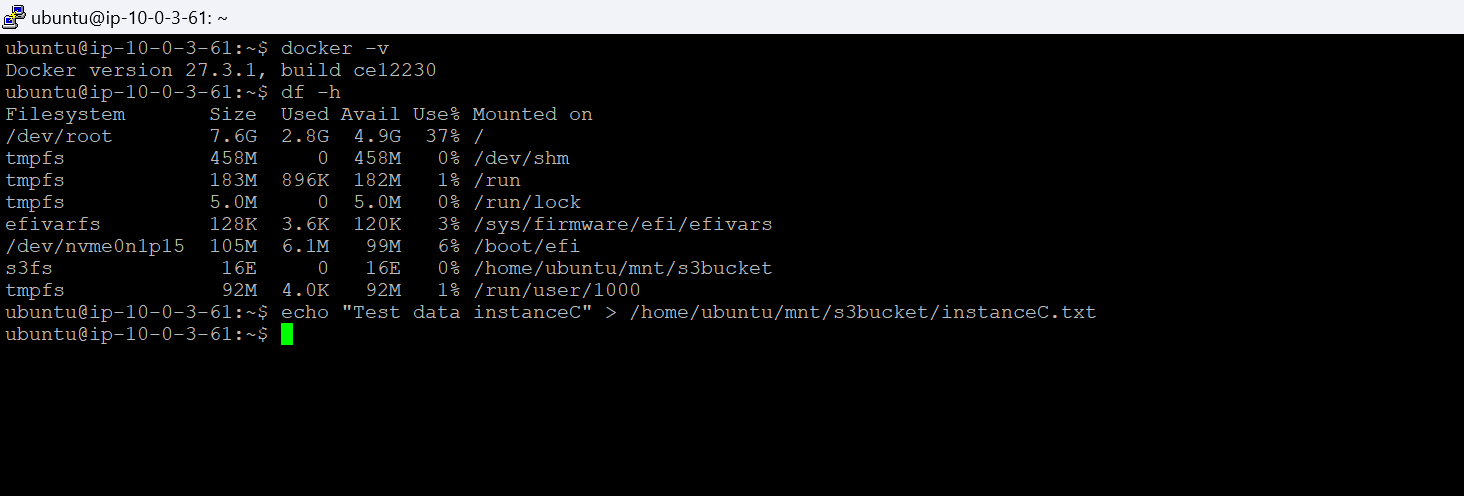 ubuntu@ip-10-0-3-61: ~
ubuntu@ip-10-0-3-61:~$ docker -v
Docker version 27.3.1, build ce12230
ubuntu@ip-10-0-3-61:~$ df -h
Filesystem       Size  Used Avail Use% Mounted on
/dev/root        7.6G  2.8G  4.9G  37% /
tmpfs            458M     0  458M   0% /dev/shm
tmpfs            183M  896K  182M   1% /run
tmpfs            5.0M     0  5.0M   0% /run/lock
efivarfs         128K  3.6K  120K   3% /sys/firmware/efi/efivars
/dev/nvme0n1p15  105M  6.1M   99M   6% /boot/efi
s3fs              16E     0   16E   0% /home/ubuntu/mnt/s3bucket
tmpfs             92M  4.0K   92M   1% /run/user/1000
ubuntu@ip-10-0-3-61:~$ echo "Test data instanceC" > /home/ubuntu/mnt/s3bucket/instanceC.txt
ubuntu@ip-10-0-3-61:~$